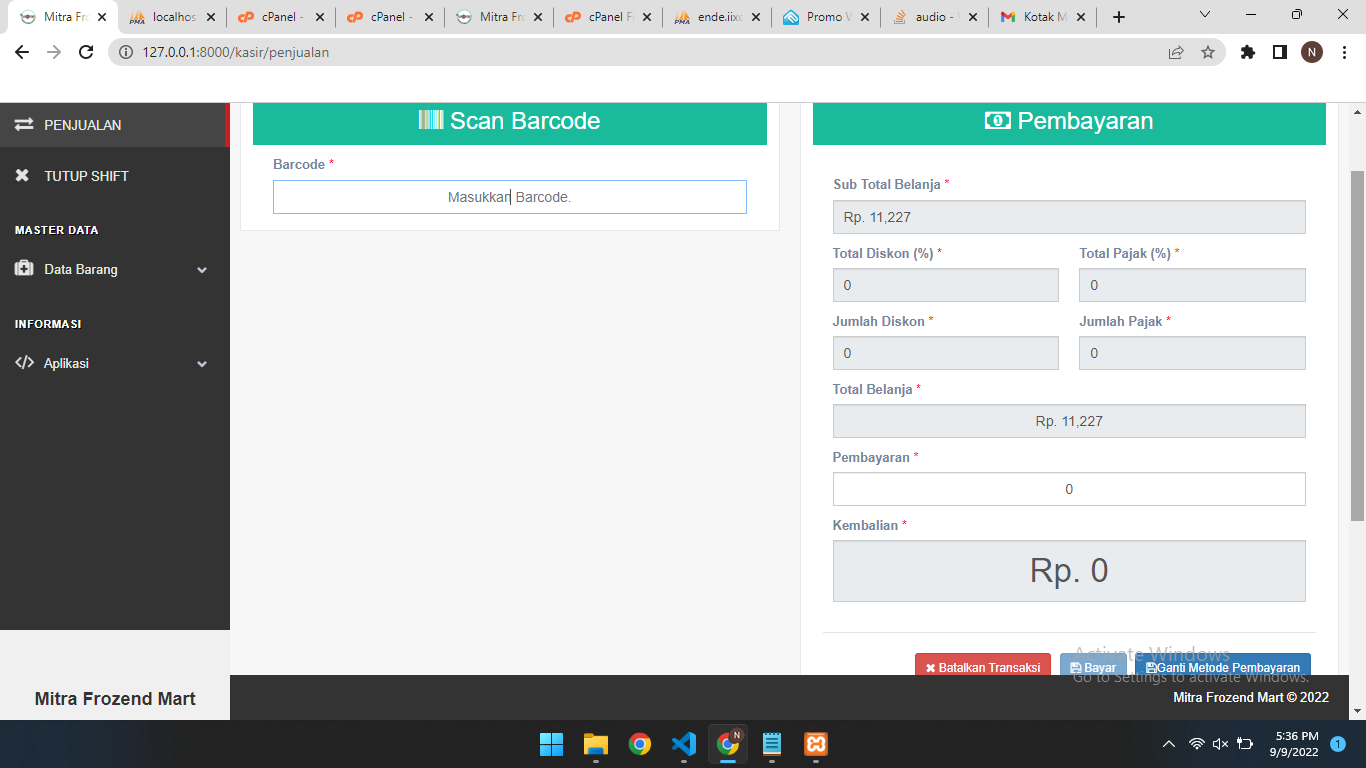 Mitra Fr
localhos
cPanel -
cPanel -
Mitra Fr
cPanel F
ende.iixc
Promo W
audio -
Kotak M
127.0.0.1:8000/kasir/penjualan
N
PENJUALAN
TUTUP SHIFT
MASTER DATA
Data Barang
INFORMASI
Aplikasi
Mitra Frozend Mart
Scan Barcode
Barcode *
Masukkan Barcode.
Pembayaran
Sub Total Belanja *
Rp. 11,227
Total Diskon (%) * Total Pajak (%) *
0 0
Jumlah Diskon * Jumlah Pajak *
0 0
Total Belanja *
Rp. 11,227
Pembayaran *
0
Kembalian *
Rp. 0
Batalkan Transaksi Bayar Ganti Metode Pembayaran
Activate Windows
Go to Settings to activate Windows.
Mitra Frozend Mart © 2022
5:36 PM
9/9/2022
1